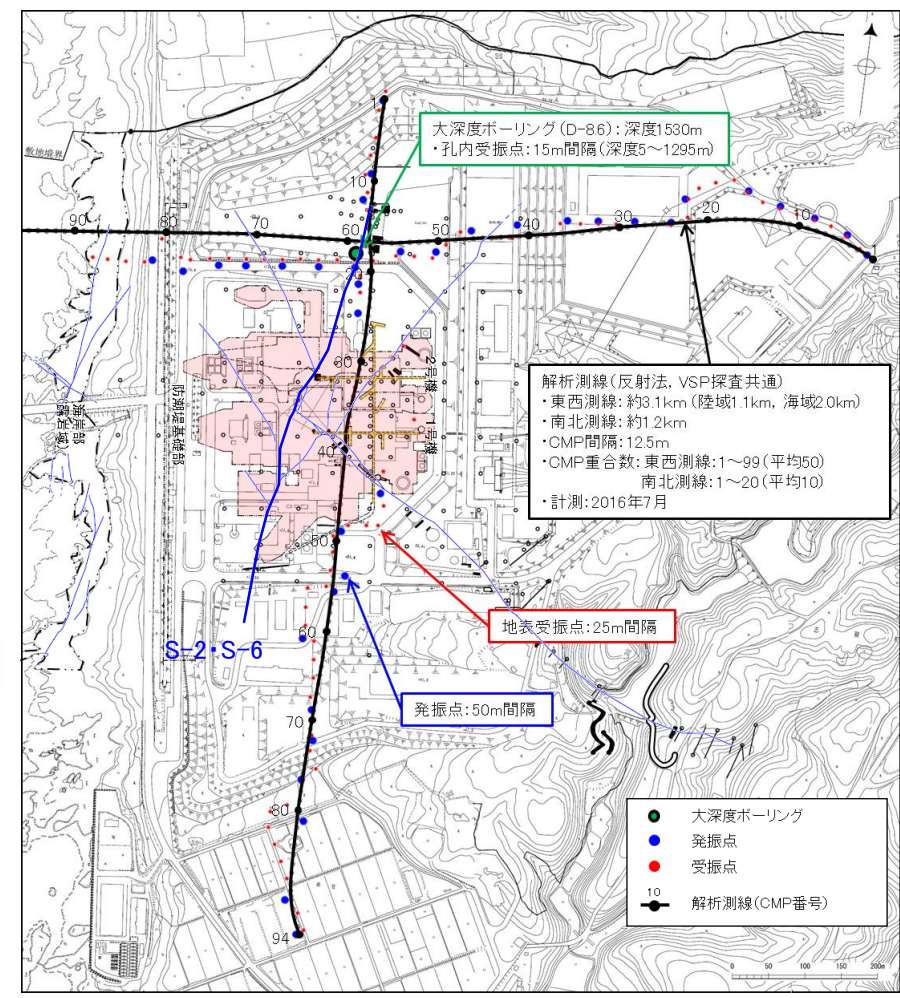 1
大深度ボーリング(D-8.6):深度1530m
・孔内受振点:15m間隔(深度5~1295m)
敷地境界
10
90
80
70
60
50
40
30
20
10
1
20
2号機
30
1号機
解析測線(反射法, VSP探査共通)
・東西測線:約3.1km(陸域1.1km, 海域2.0km)
・南北測線:約1.2km
・CMP間隔:12.5m
・CMP重合数:東西測線:1~99(平均50)
南北測線:1~20(平均10)
・計測:2016年7月
防潮堤基礎部
海岸部
(露岩域)
40
50
地表受振点:25m間隔
60
S-2・S-6
発振点:50m間隔
70
80
94
大深度ボーリング
発振点
受振点
10
解析測線(CMP番号)
0 50 100 150 200m